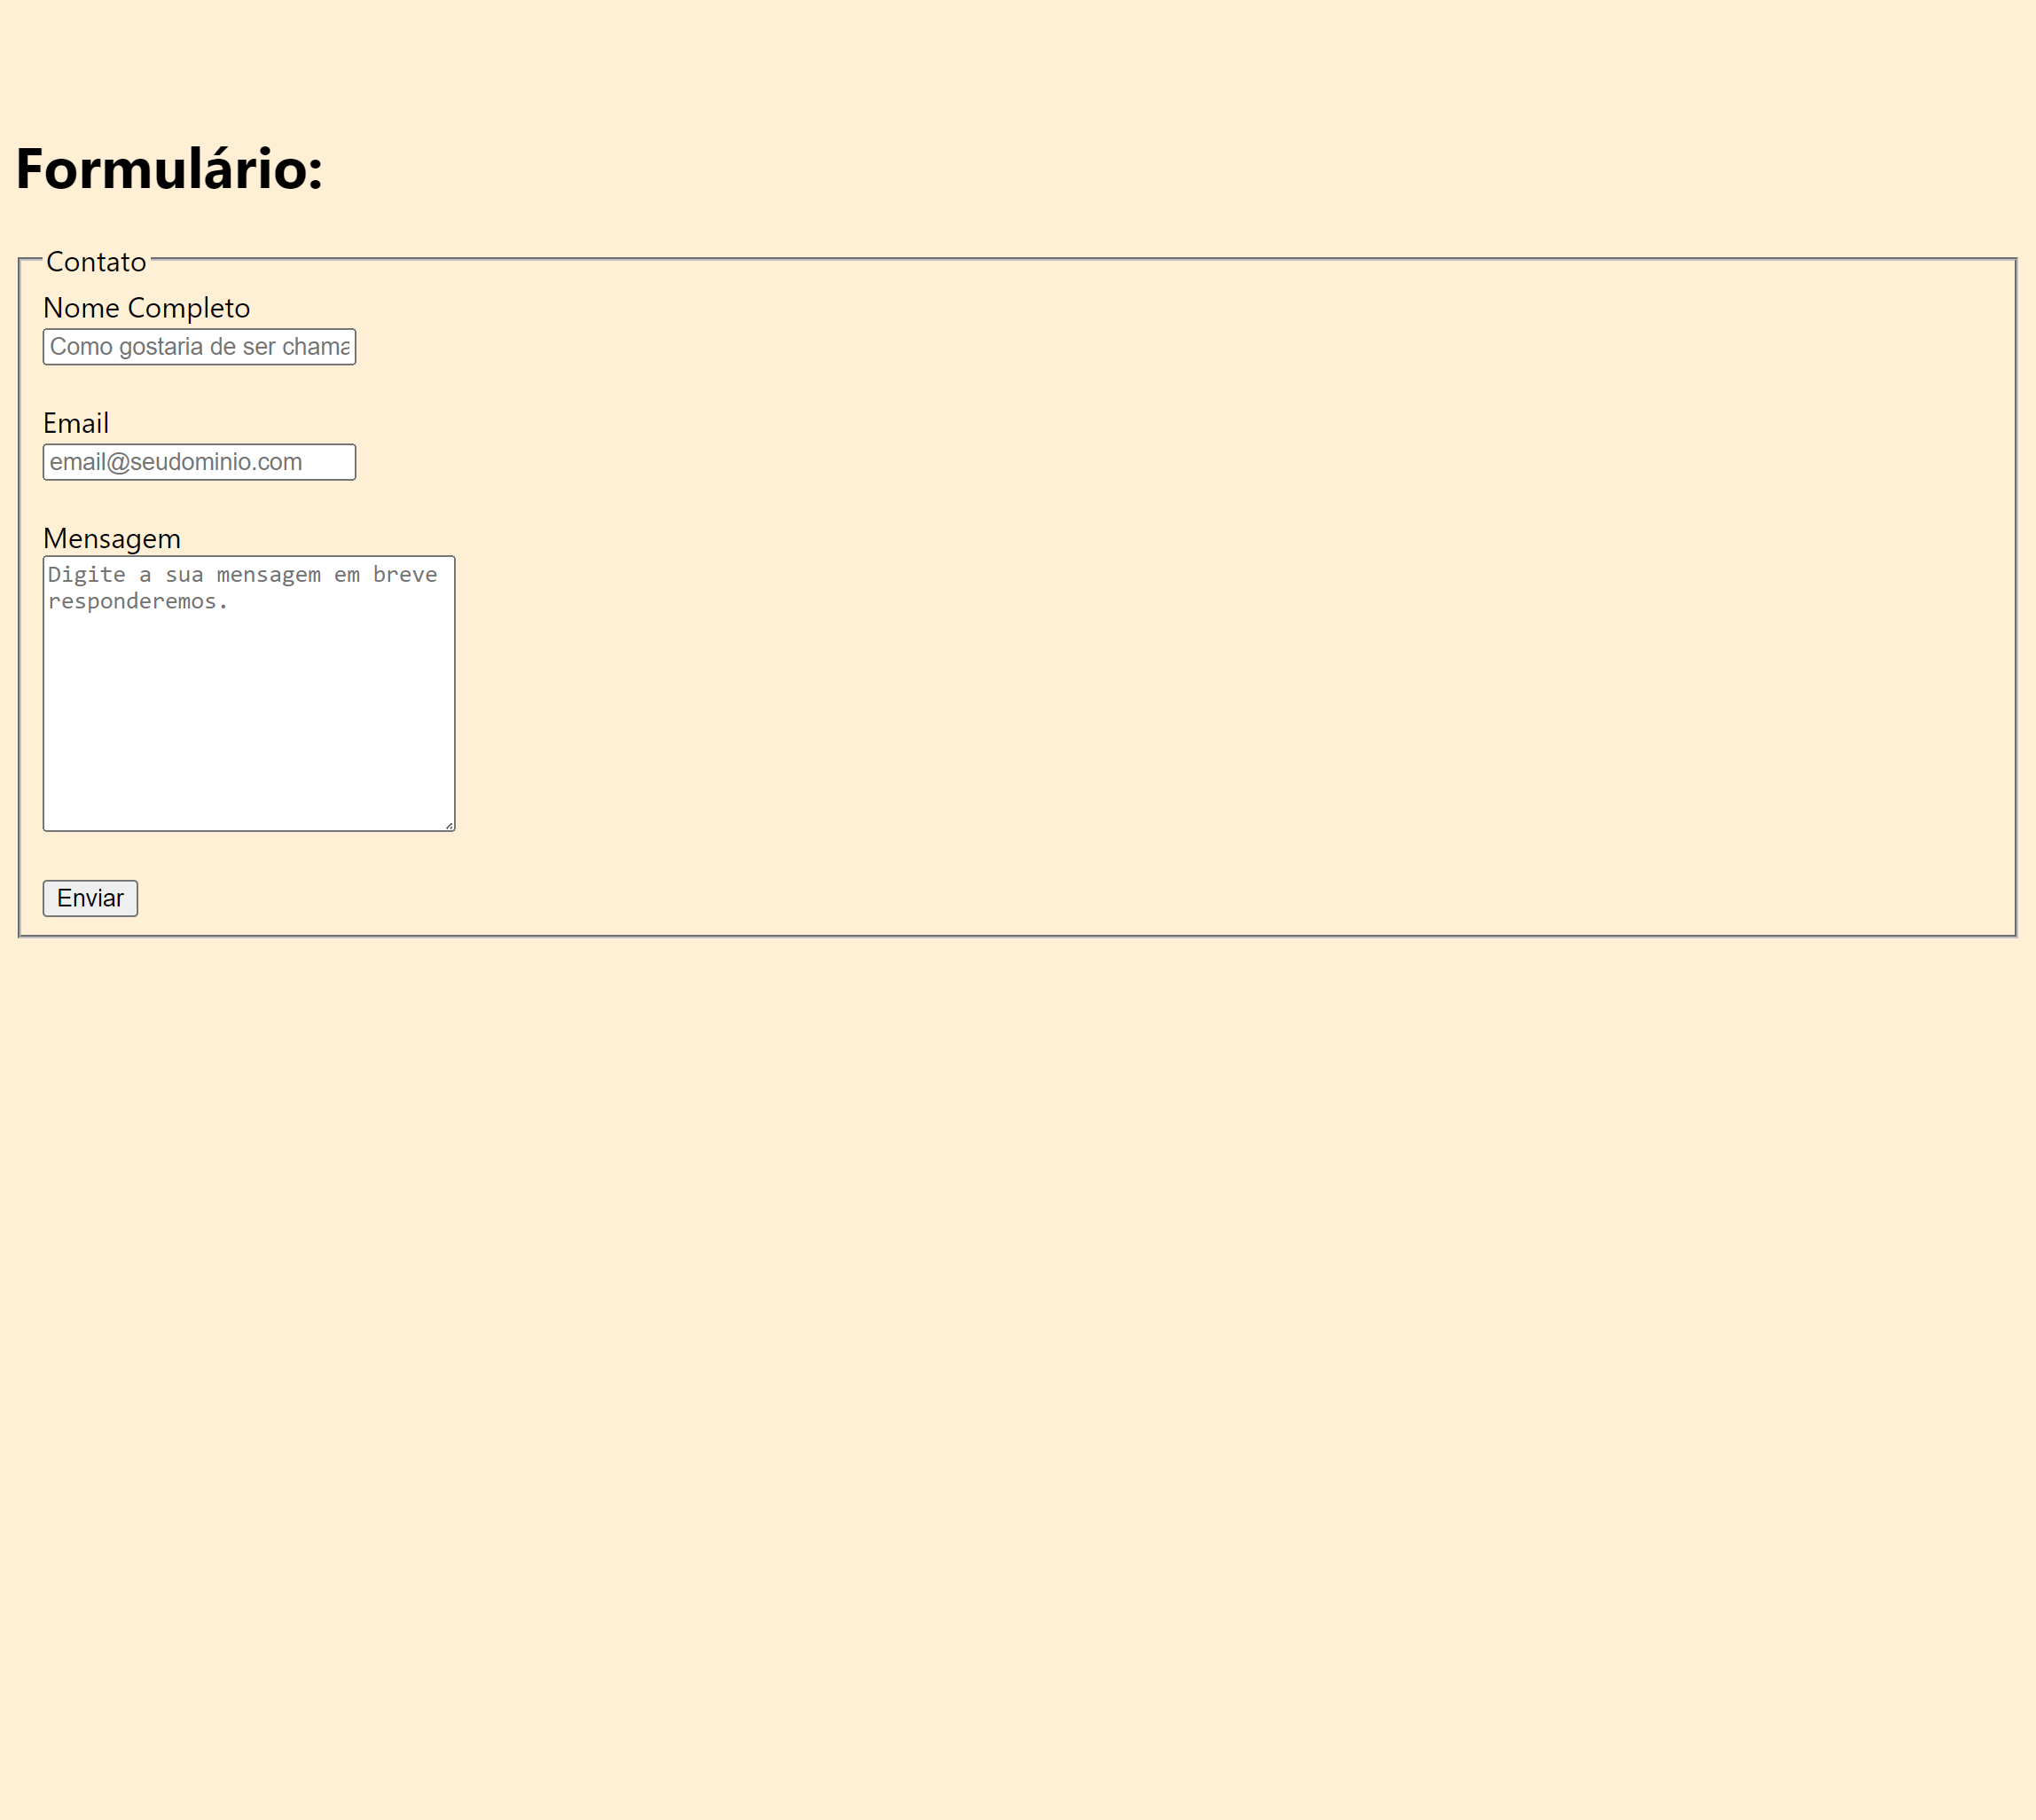 Formulário:
Contato
Nome Completo
Como gostaria de ser chama
Email
email@seudominio.com
Mensagem
Digite a sua mensagem em breve
responderemos.
Enviar